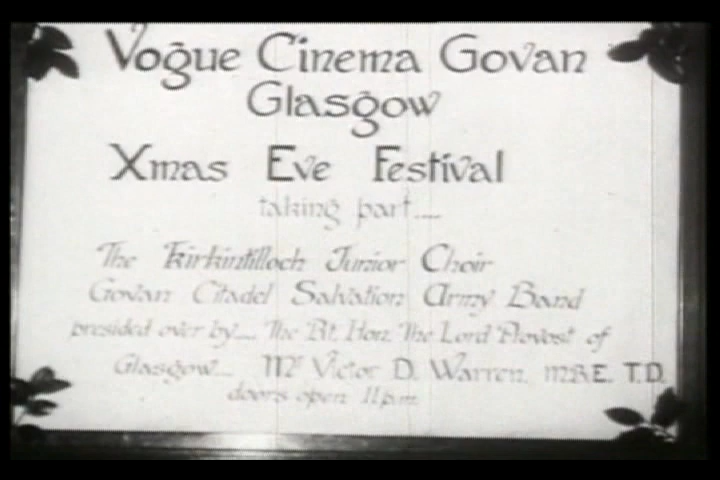 Vogue Cinema Govan
Glasgow
Xmas Eve Festival
taking part....
The Kirkintilloch Junior Choir
Govan Citadel Salvation Army Band
presided over by.... The Rt. Hon. The Lord Provost of
Glasgow.... Mr Victor D. Warren. M.B.E. T.D.
doors open 11p.m.